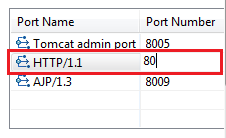 Port Name Port Number
Tomcat admin port 8005
HTTP/1.1 80
AJP/1.3 8009